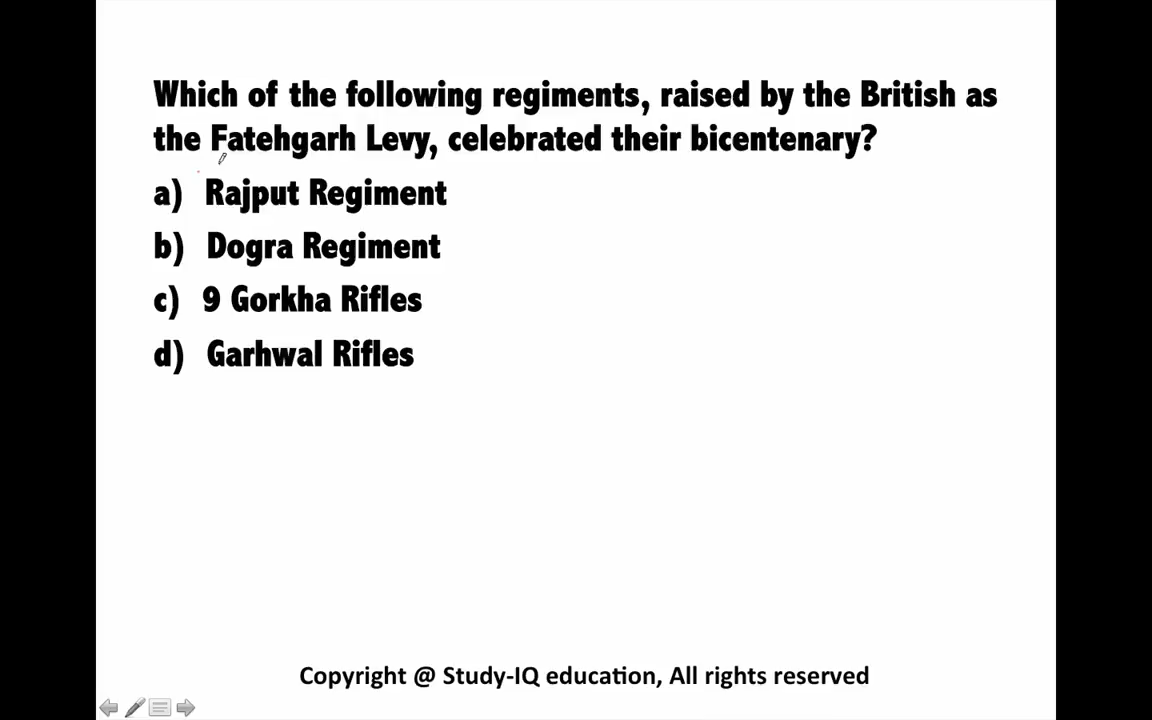 Which of the following regiments, raised by the British as
the Fatehgarh Levy, celebrated their bicentenary?
a) Rajput Regiment
b) Dogra Regiment
c) 9 Gorkha Rifles
d) Garhwal Rifles
Copyright @ Study-IQ education, All rights reserved